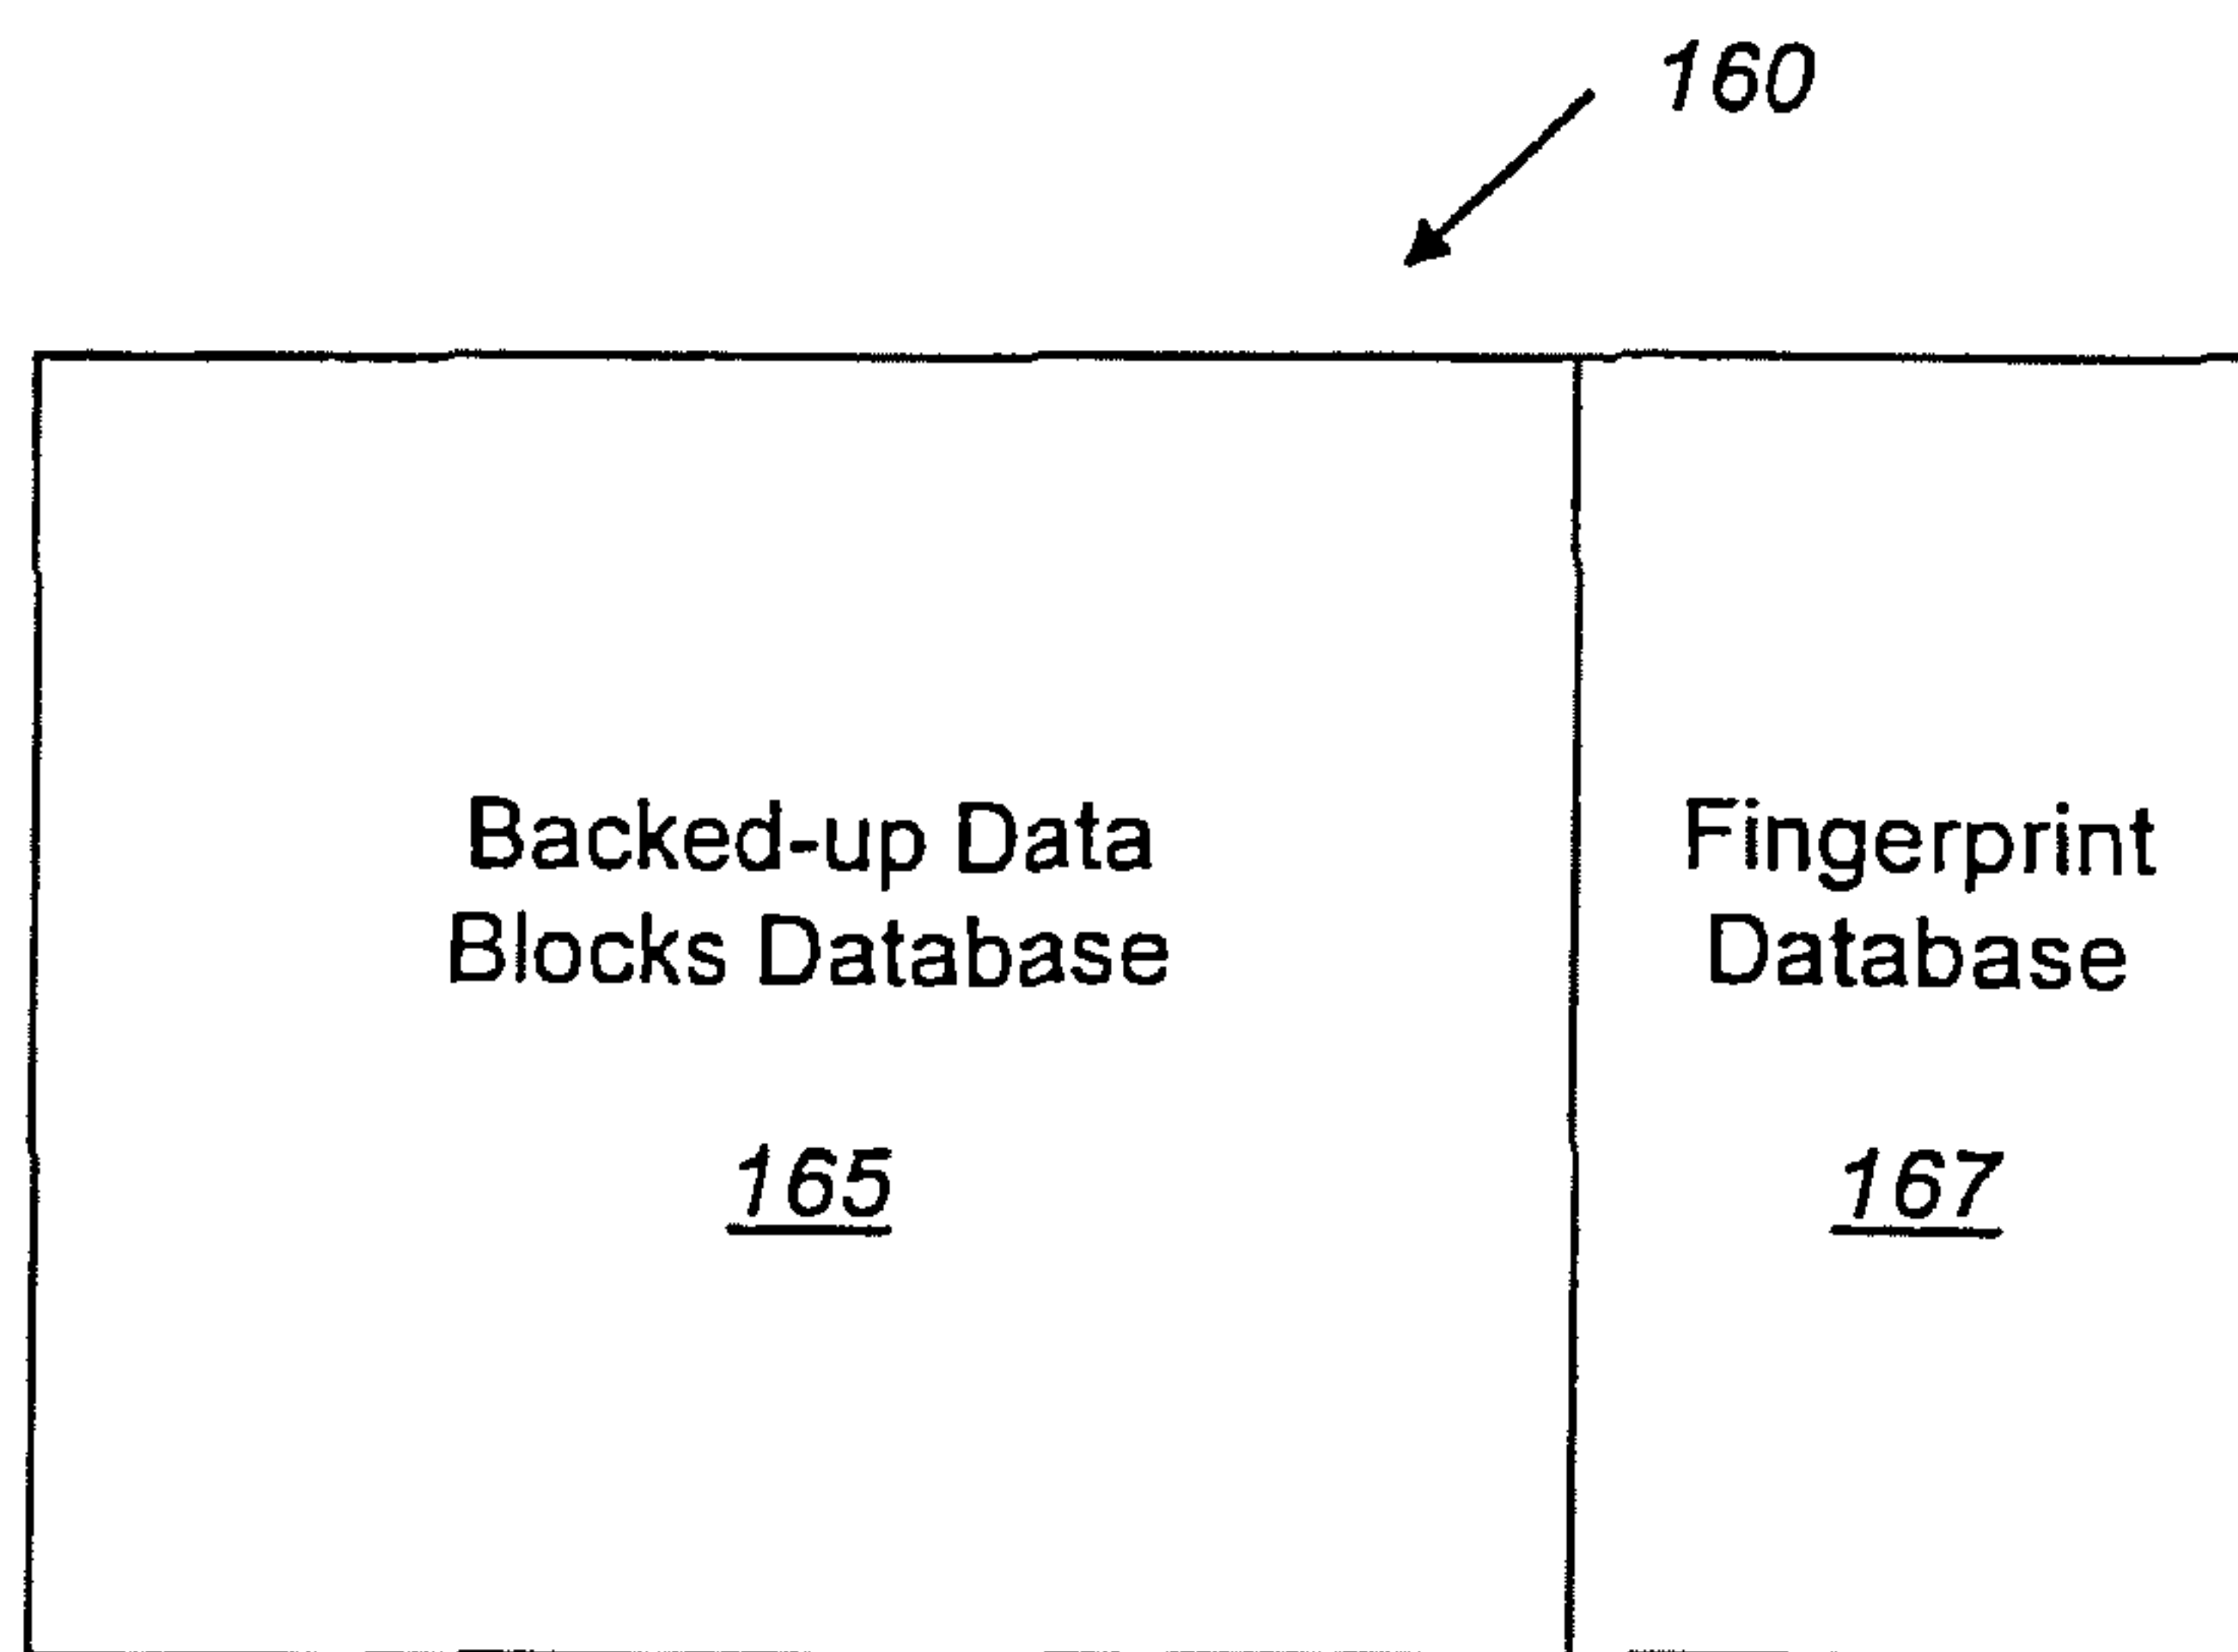 160
Backed-up Data
Blocks Database
165
Fingerprint
Database
167